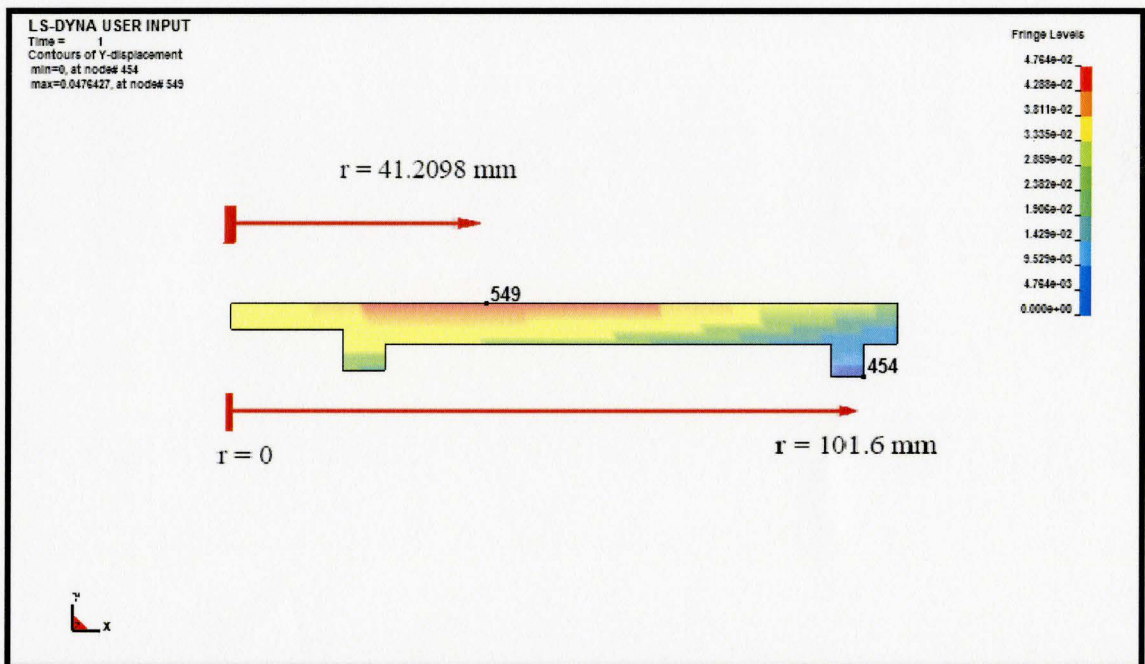 LS-DYNA USER INPUT
Time = 1
Contours of Y-displacement
min=0, at node# 454
max=0.0476427, at node# 549
Fringe Levels
4.764e-02
4.288e-02
3.811e-02
3.335e-02
2.859e-02
2.382e-02
1.906e-02
1.429e-02
9.529e-03
4.764e-03
0.000e+00
r = 41.2098 mm
549
454
r = 0
r = 101.6 mm
Y
X